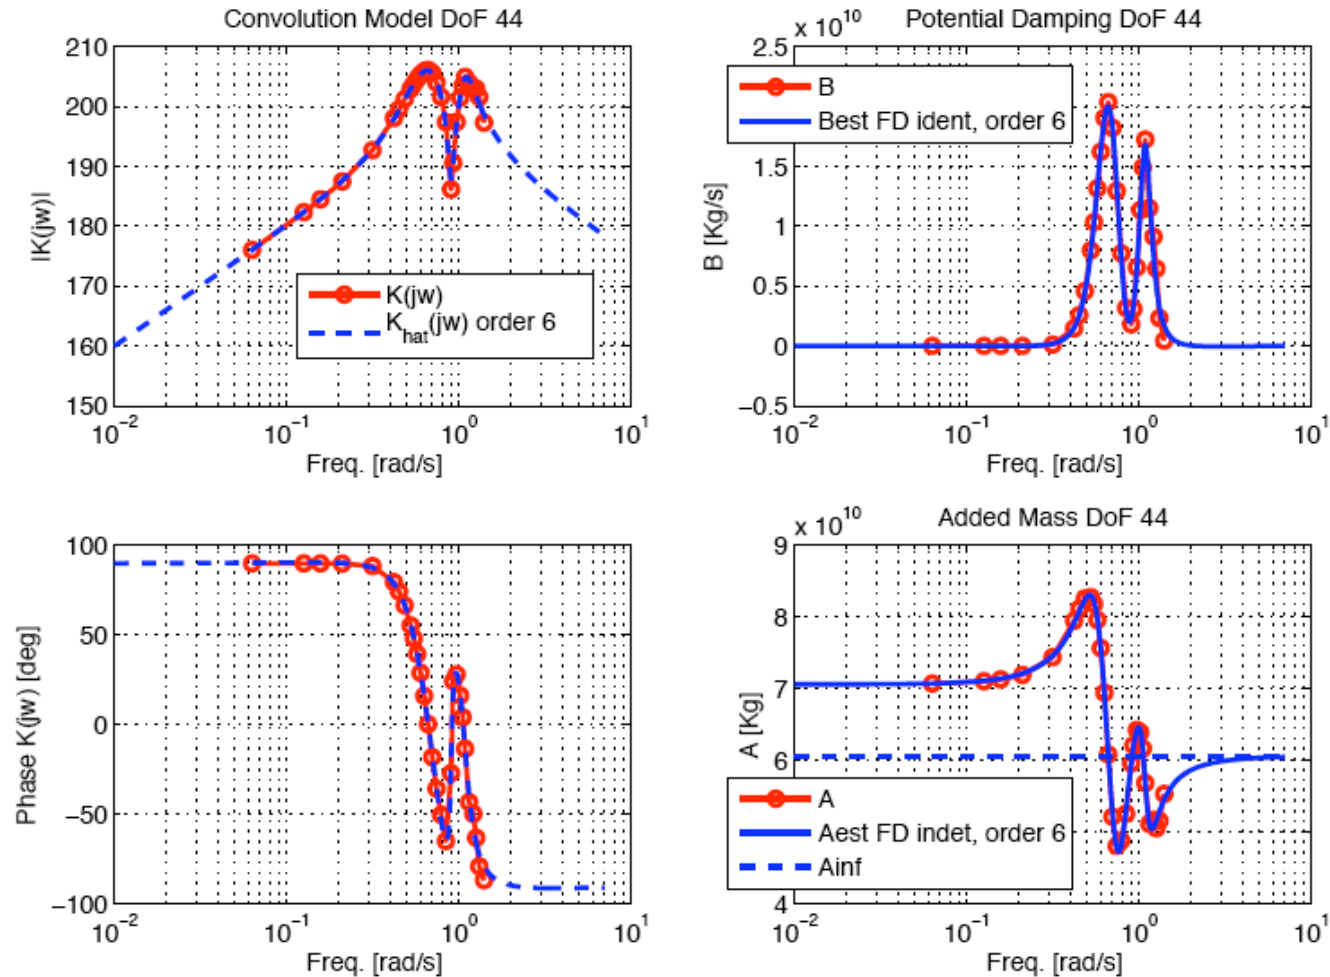 Convolution Model DoF 44
210
200
190
180
170
160
150
|K(jw)|
K(jw)
K_hat(jw) order 6
10^-2
10^-1
10^0
10^1
Freq. [rad/s]
Potential Damping DoF 44
x 10^10
2.5
1.5
1
0.5
0
−0.5
B [Kg/s]
B
Best FD ident, order 6
10^-2
10^-1
10^0
10^1
Freq. [rad/s]
100
50
0
−50
−100
Phase K(jw) [deg]
10^-2
10^-1
10^0
10^1
Freq. [rad/s]
Added Mass DoF 44
x 10^10
9
8
7
6
4
A [Kg]
A
Aest FD indet, order 6
Ainf
10^-2
10^-1
10^0
10^1
Freq. [rad/s]